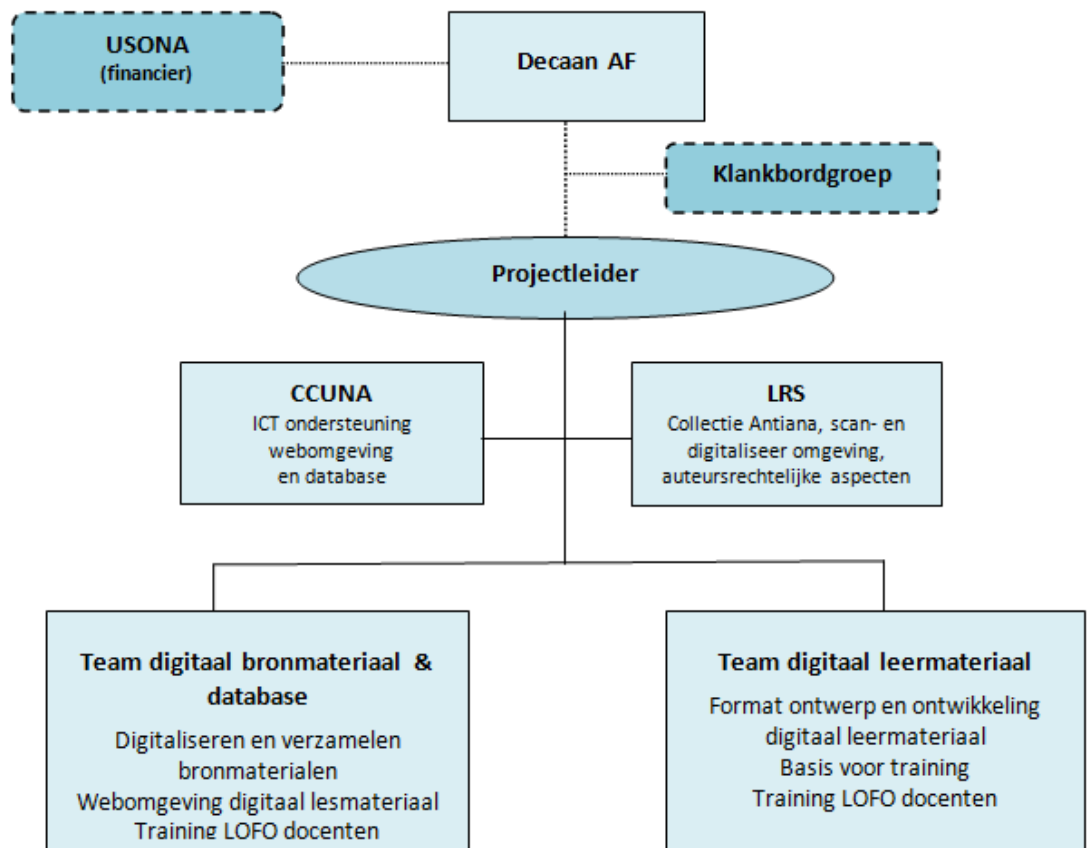 USONA
(financier)
Decaan AF
Klankbordgroep
Projectleider
CCUNA
ICT ondersteuning
webomgeving
en database
LRS
Collectie Antiana, scan- en
digitaliseer omgeving,
auteursrechtelijke aspecten
Team digitaal bronmateriaal &
database
Digitaliseren en verzamelen
bronmaterialen
Webomgeving digitaal lesmateriaal
Training LOFO docenten
Team digitaal leermateriaal
Format ontwerp en ontwikkeling
digitaal leermateriaal
Basis voor training
Training LOFO docenten